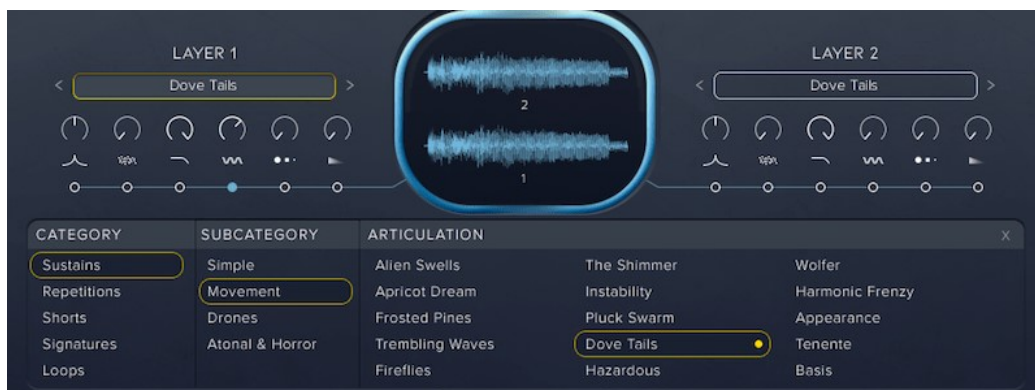 LAYER 1
< Dove Tails >
2
1
LAYER 2
< Dove Tails >
CATEGORY
Sustains
Repetitions
Shorts
Signatures
Loops
SUBCATEGORY
Simple
Movement
Drones
Atonal & Horror
ARTICULATION
X
Alien Swells
Apricot Dream
Frosted Pines
Trembling Waves
Fireflies
The Shimmer
Instability
Pluck Swarm
Dove Tails
Hazardous
Wolfer
Harmonic Frenzy
Appearance
Tenente
Basis